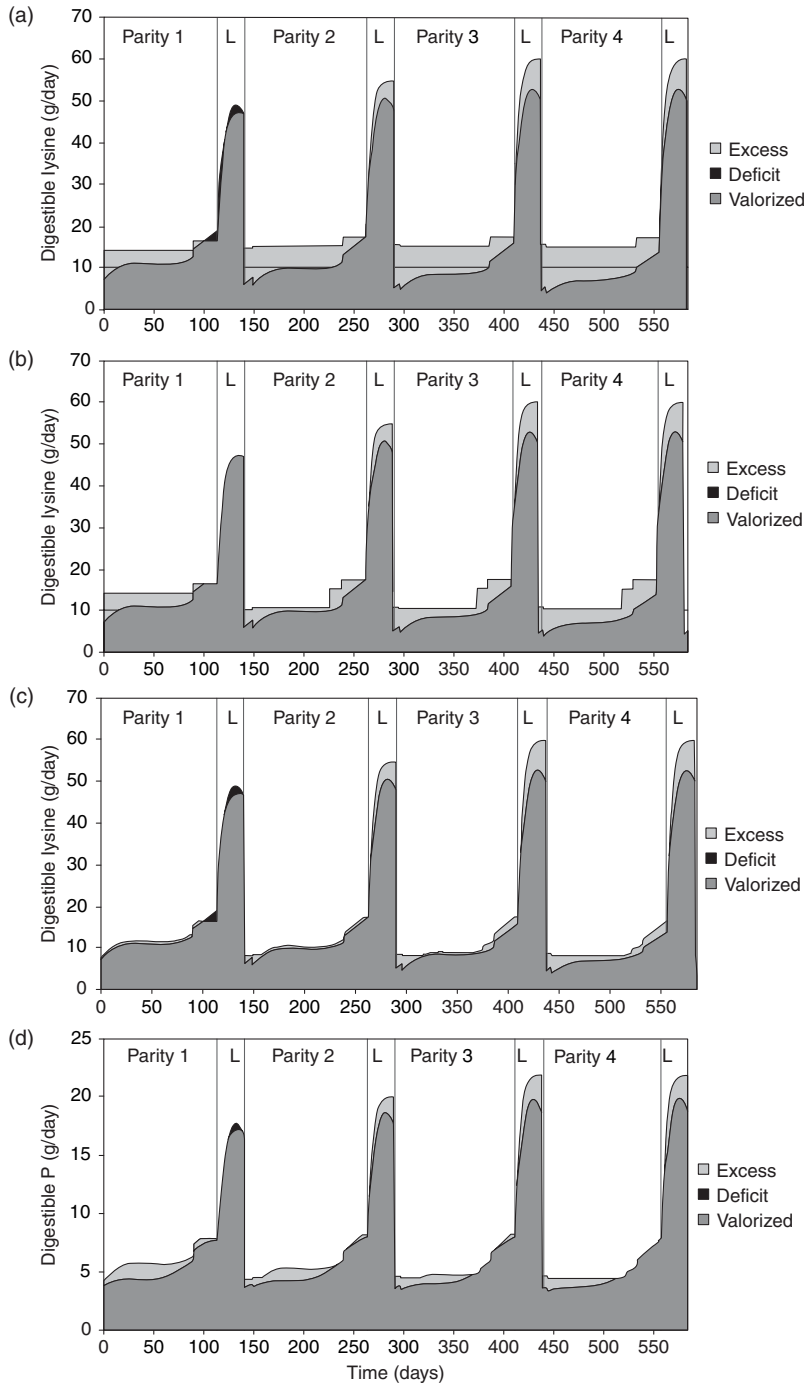 (a)
70
60
50
40
30
20
10
0
Digestible lysine (g/day)
Parity 1 L Parity 2 L Parity 3 L Parity 4 L
0 50 100 150 200 250 300 350 400 450 500 550
Excess
Deficit
Valorized
(b)
70
60
50
40
30
20
10
0
Digestible lysine (g/day)
Parity 1 L Parity 2 L Parity 3 L Parity 4 L
0 50 100 150 200 250 300 350 400 450 500 550
Excess
Deficit
Valorized
(c)
70
60
50
40
30
20
10
0
Digestible lysine (g/day)
Parity 1 L Parity 2 L Parity 3 L Parity 4 L
0 50 100 150 200 250 300 350 400 450 500 550
Excess
Deficit
Valorized
(d)
25
20
15
10
5
0
Digestible P (g/day)
Parity 1 L Parity 2 L Parity 3 L Parity 4 L
0 50 100 150 200 250 300 350 400 450 500 550
Excess
Deficit
Valorized
Time (days)